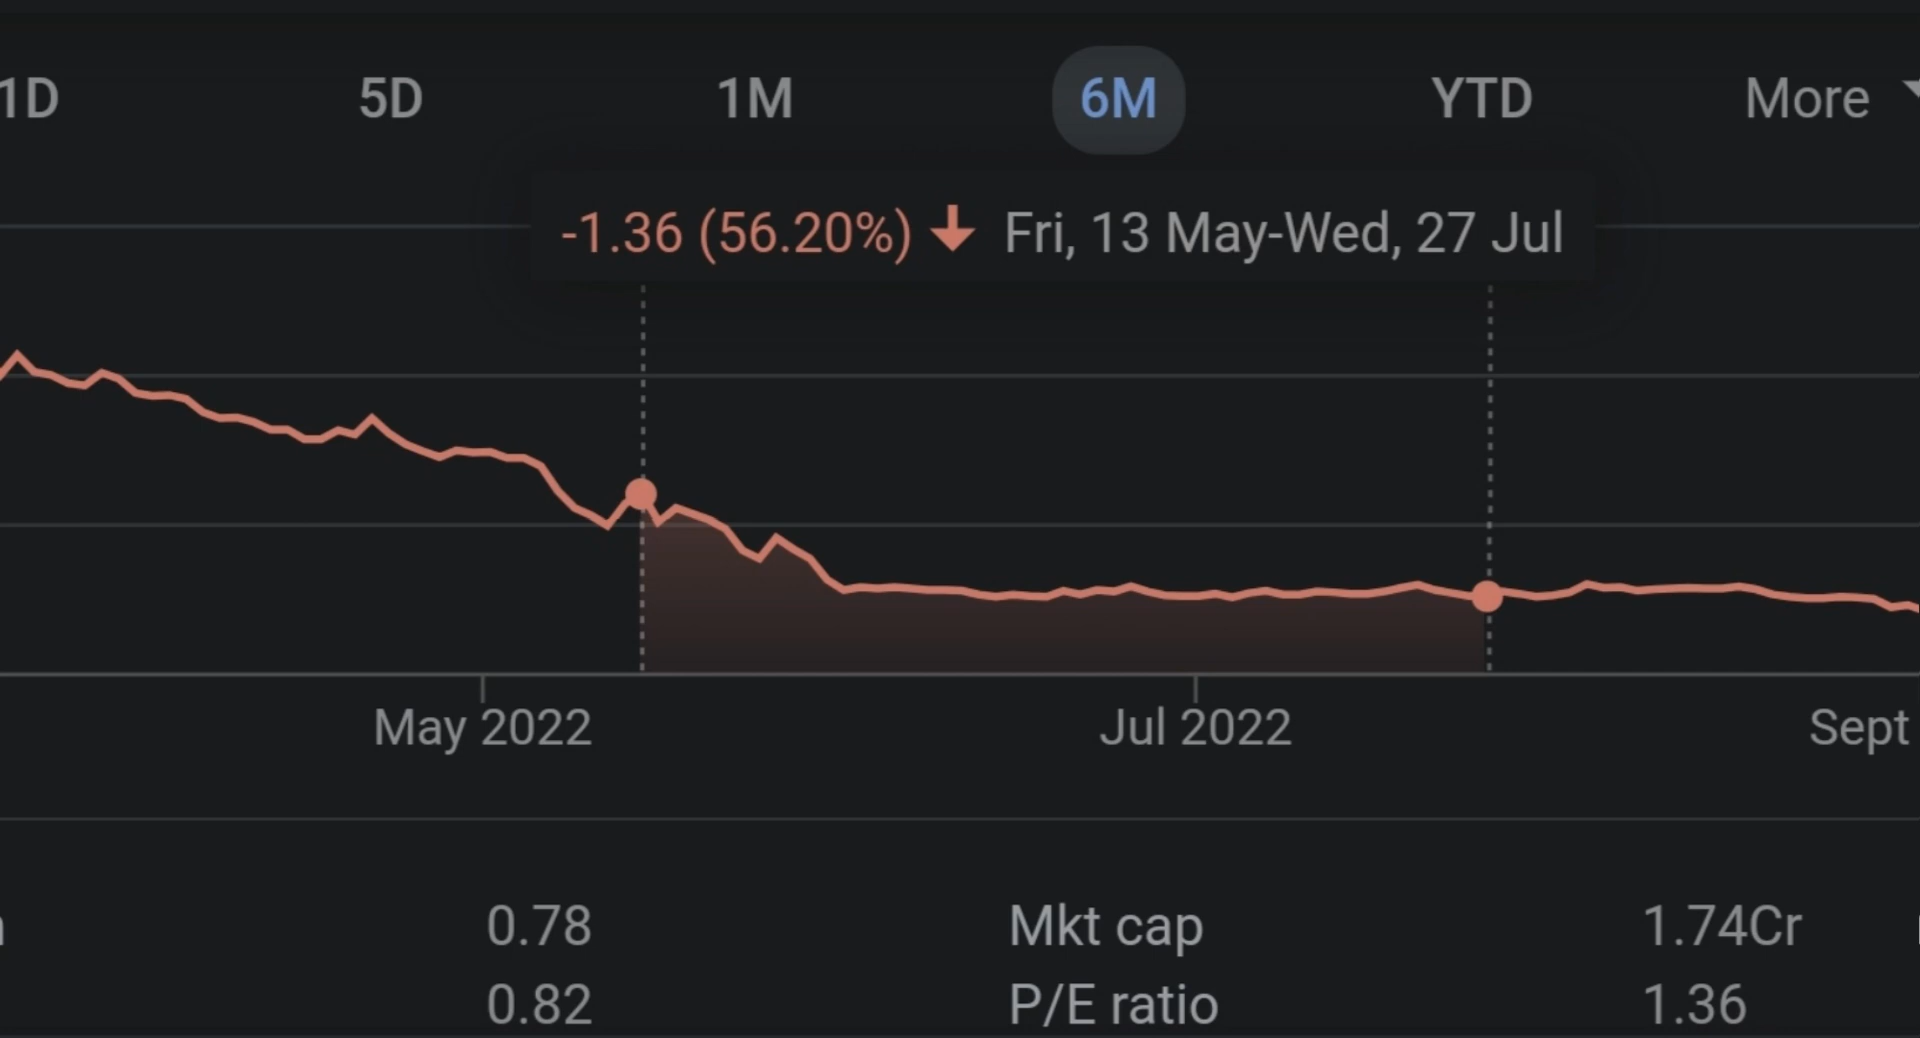 1D 5D 1M 6M YTD More
-1.36 (56.20%) Fri, 13 May-Wed, 27 Jul
May 2022 Jul 2022 Sept
0.78 Mkt cap 1.74Cr
0.82 P/E ratio 1.36